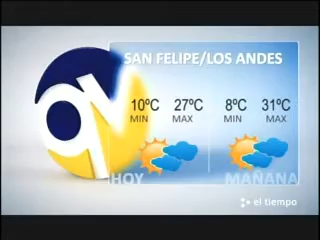 SAN FELIPE/LOS ANDES
10ºC 27ºC 8ºC 31ºC
MIN MAX MIN MAX
HOY MAÑANA
el tiempo